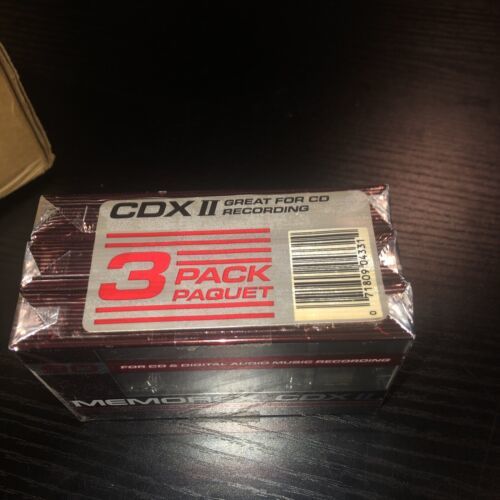 CDX II GREAT FOR CD
RECORDING
3 PACK
PAQUET
0 71809 04331
FOR CD & DIGITAL AUDIO MUSIC RECORDING
CDX II